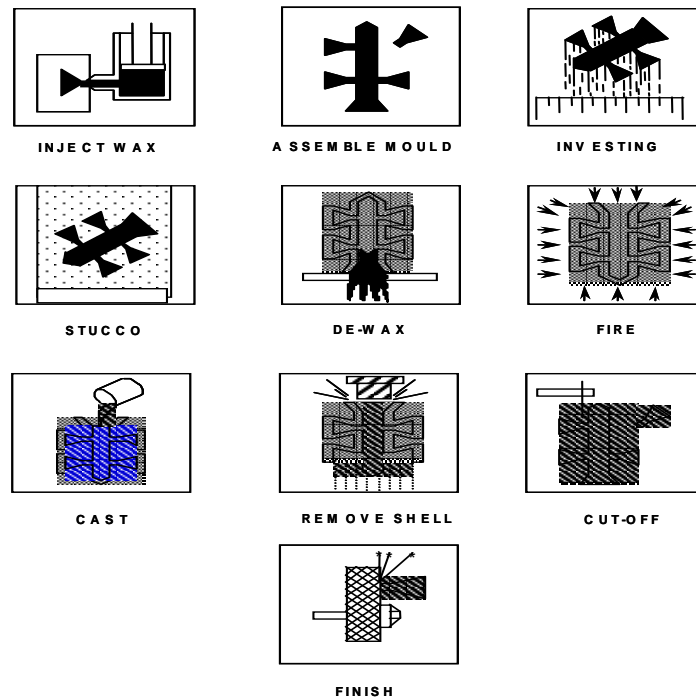 INJECT WAX
ASSEMBLE MOULD
INVESTING
STUCCO
DE-WAX
FIRE
CAST
REMOVE SHELL
CUT-OFF
FINISH